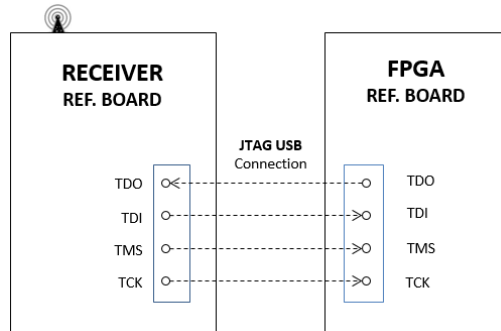 RECEIVER
REF. BOARD
FPGA
REF. BOARD
JTAG USB
Connection
TDO
TDI
TMS
TCK
TDO
TDI
TMS
TCK